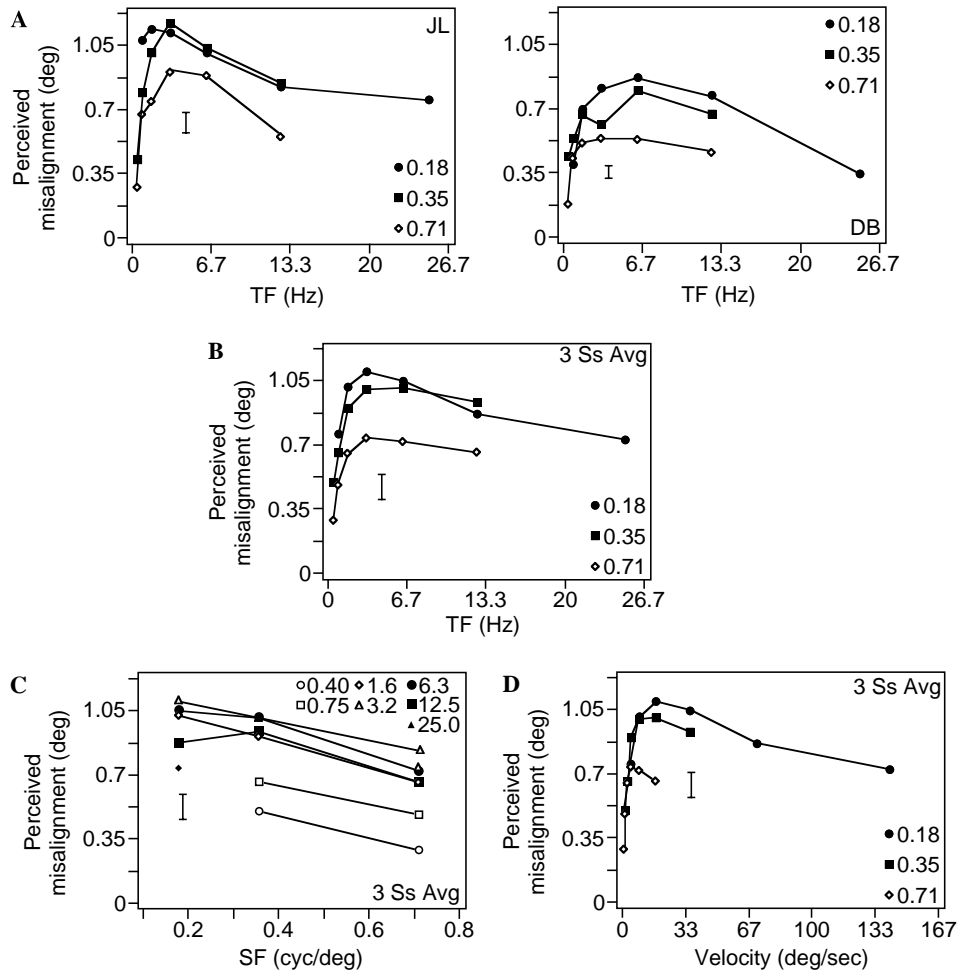 A
JL
Perceived
misalignment (deg)
1.05
0.7
0.35
0
0.18
0.35
0.71
0 6.7 13.3 20 26.7
TF (Hz)
0.18
0.35
0.71
Perceived
misalignment (deg)
1.05
0.7
0.35
0
DB
0 6.7 13.3 20 26.7
TF (Hz)
B
3 Ss Avg
Perceived
misalignment (deg)
1.05
0.7
0.35
0
0.18
0.35
0.71
0 6.7 13.3 20 26.7
TF (Hz)
C
0.40 1.6 6.3
0.75 3.2 12.5
25.0
Perceived
misalignment (deg)
1.05
0.7
0.35
0
3 Ss Avg
0.2 0.4 0.6 0.8
SF (cyc/deg)
D
3 Ss Avg
Perceived
misalignment (deg)
1.05
0.7
0.35
0
0.18
0.35
0.71
0 33 67 100 133 167
Velocity (deg/sec)